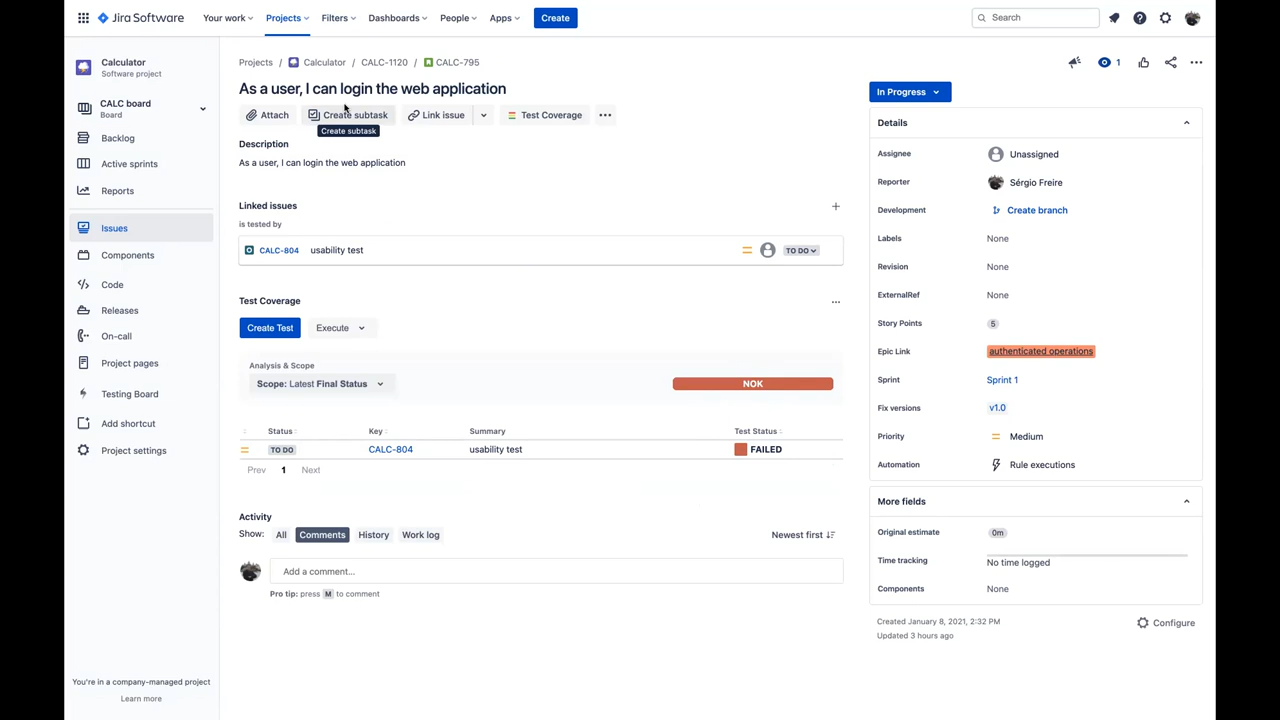 Jira Software
Your work
Projects
Filters
Dashboards
People
Apps
Create
Search
Calculator
Software project
CALC board
Board
Backlog
Active sprints
Reports
Issues
Components
Code
Releases
On-call
Project pages
Testing Board
Add shortcut
Project settings
You're in a company-managed project
Learn more
Projects / Calculator / CALC-1120 / CALC-795
1
As a user, I can login the web application
Attach
Create subtask
Link issue
Test Coverage
Create subtask
Description
As a user, I can login the web application
Linked issues
is tested by
CALC-804 usability test TO DO
Test Coverage
Create Test
Execute
Analysis & Scope
Scope: Latest Final Status
NOK
Status Key Summary Test Status
TO DO CALC-804 usability test FAILED
Prev 1 Next
Activity
Show: All Comments History Work log Newest first
Add a comment...
Pro tip: press M to comment
In Progress
Details
Assignee Unassigned
Reporter Sérgio Freire
Development Create branch
Labels None
Revision None
ExternalRef None
Story Points 5
Epic Link authenticated operations
Sprint Sprint 1
Fix versions v1.0
Priority Medium
Automation Rule executions
More fields
Original estimate 0m
Time tracking No time logged
Components None
Created January 8, 2021, 2:32 PM
Updated 3 hours ago
Configure